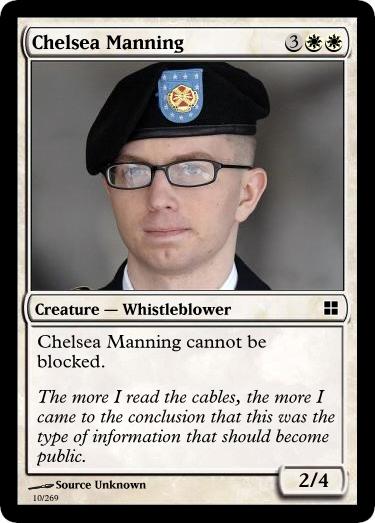 Chelsea Manning 3
Creature — Whistleblower
Chelsea Manning cannot be
blocked.
The more I read the cables, the more I
came to the conclusion that this was the
type of information that should become
public.
Source Unknown
2/4
10/269